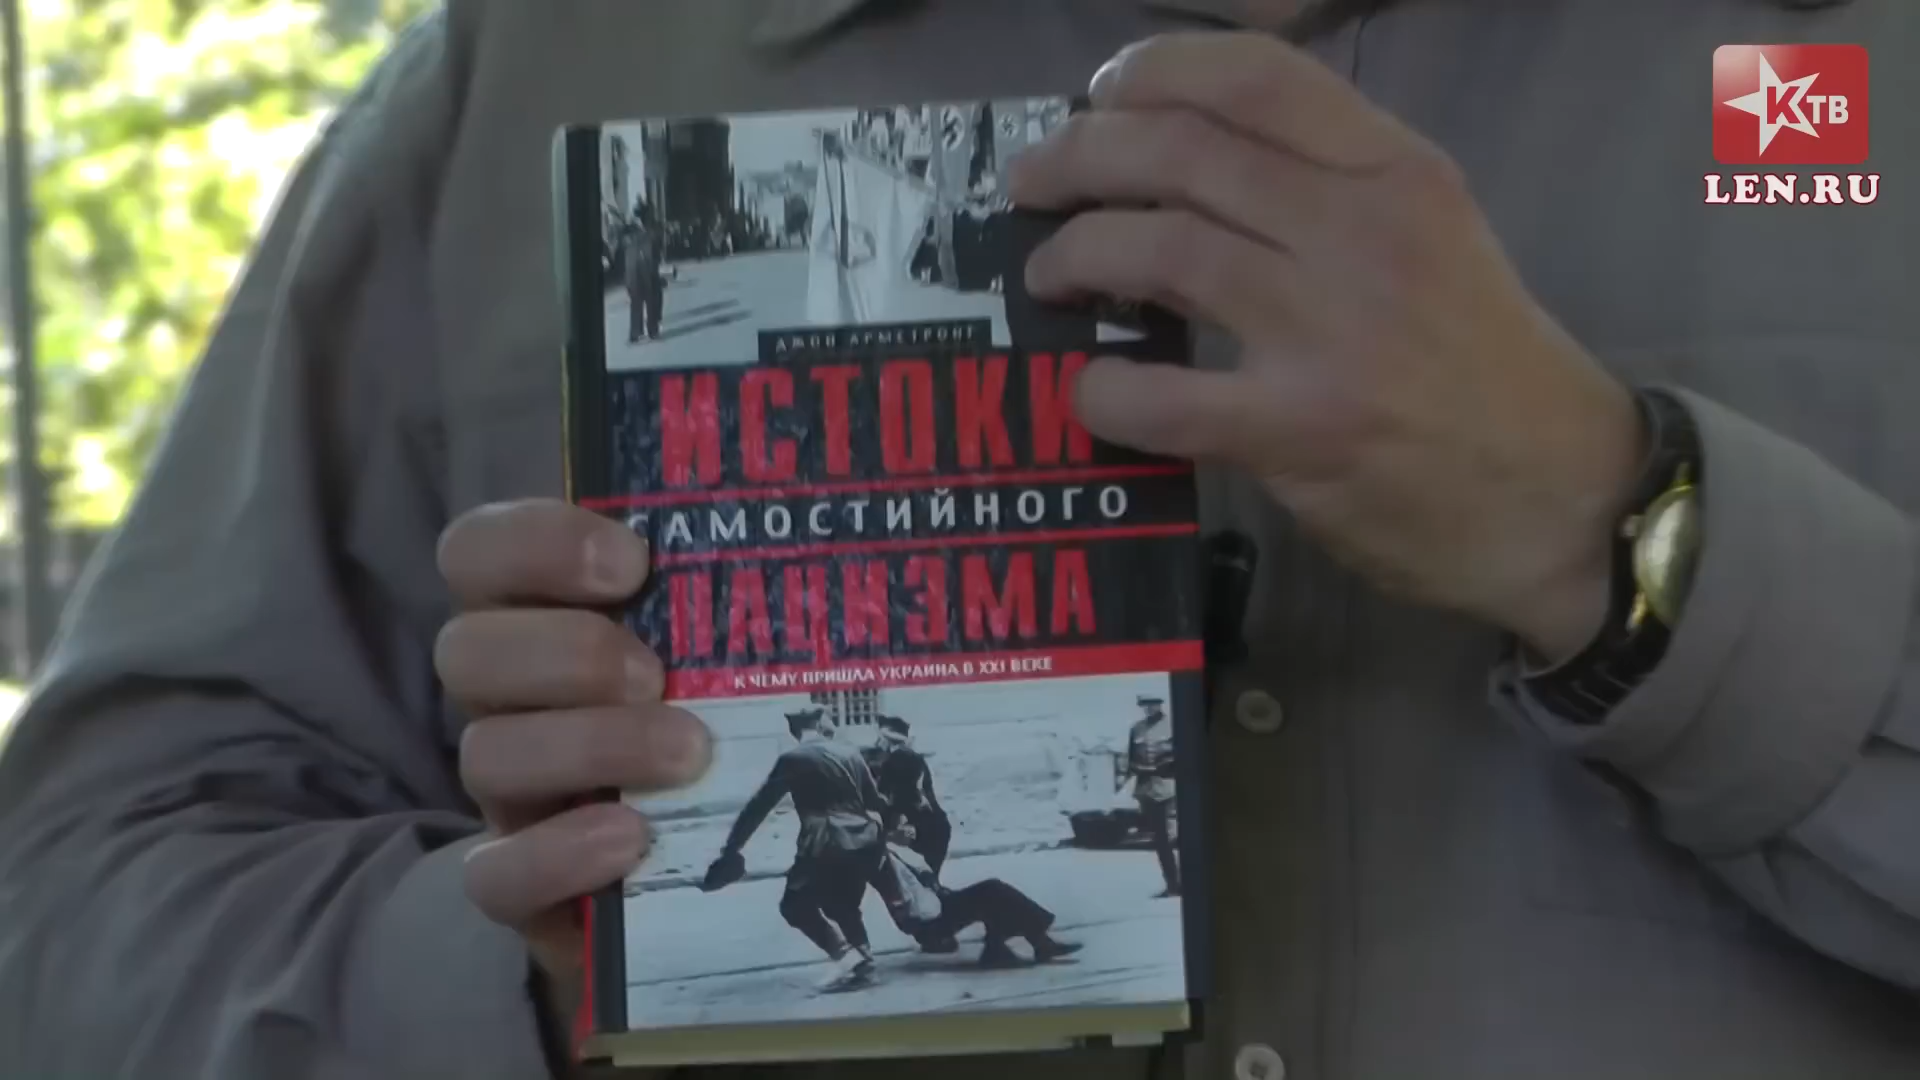 КТВ
LEN.RU
ДЖОН АРМСТРОНГ
ИСТОКИ
САМОСТИЙНОГО
НАЦИЗМА
К ЧЕМУ ПРИШЛА УКРАИНА В XXI ВЕКЕ